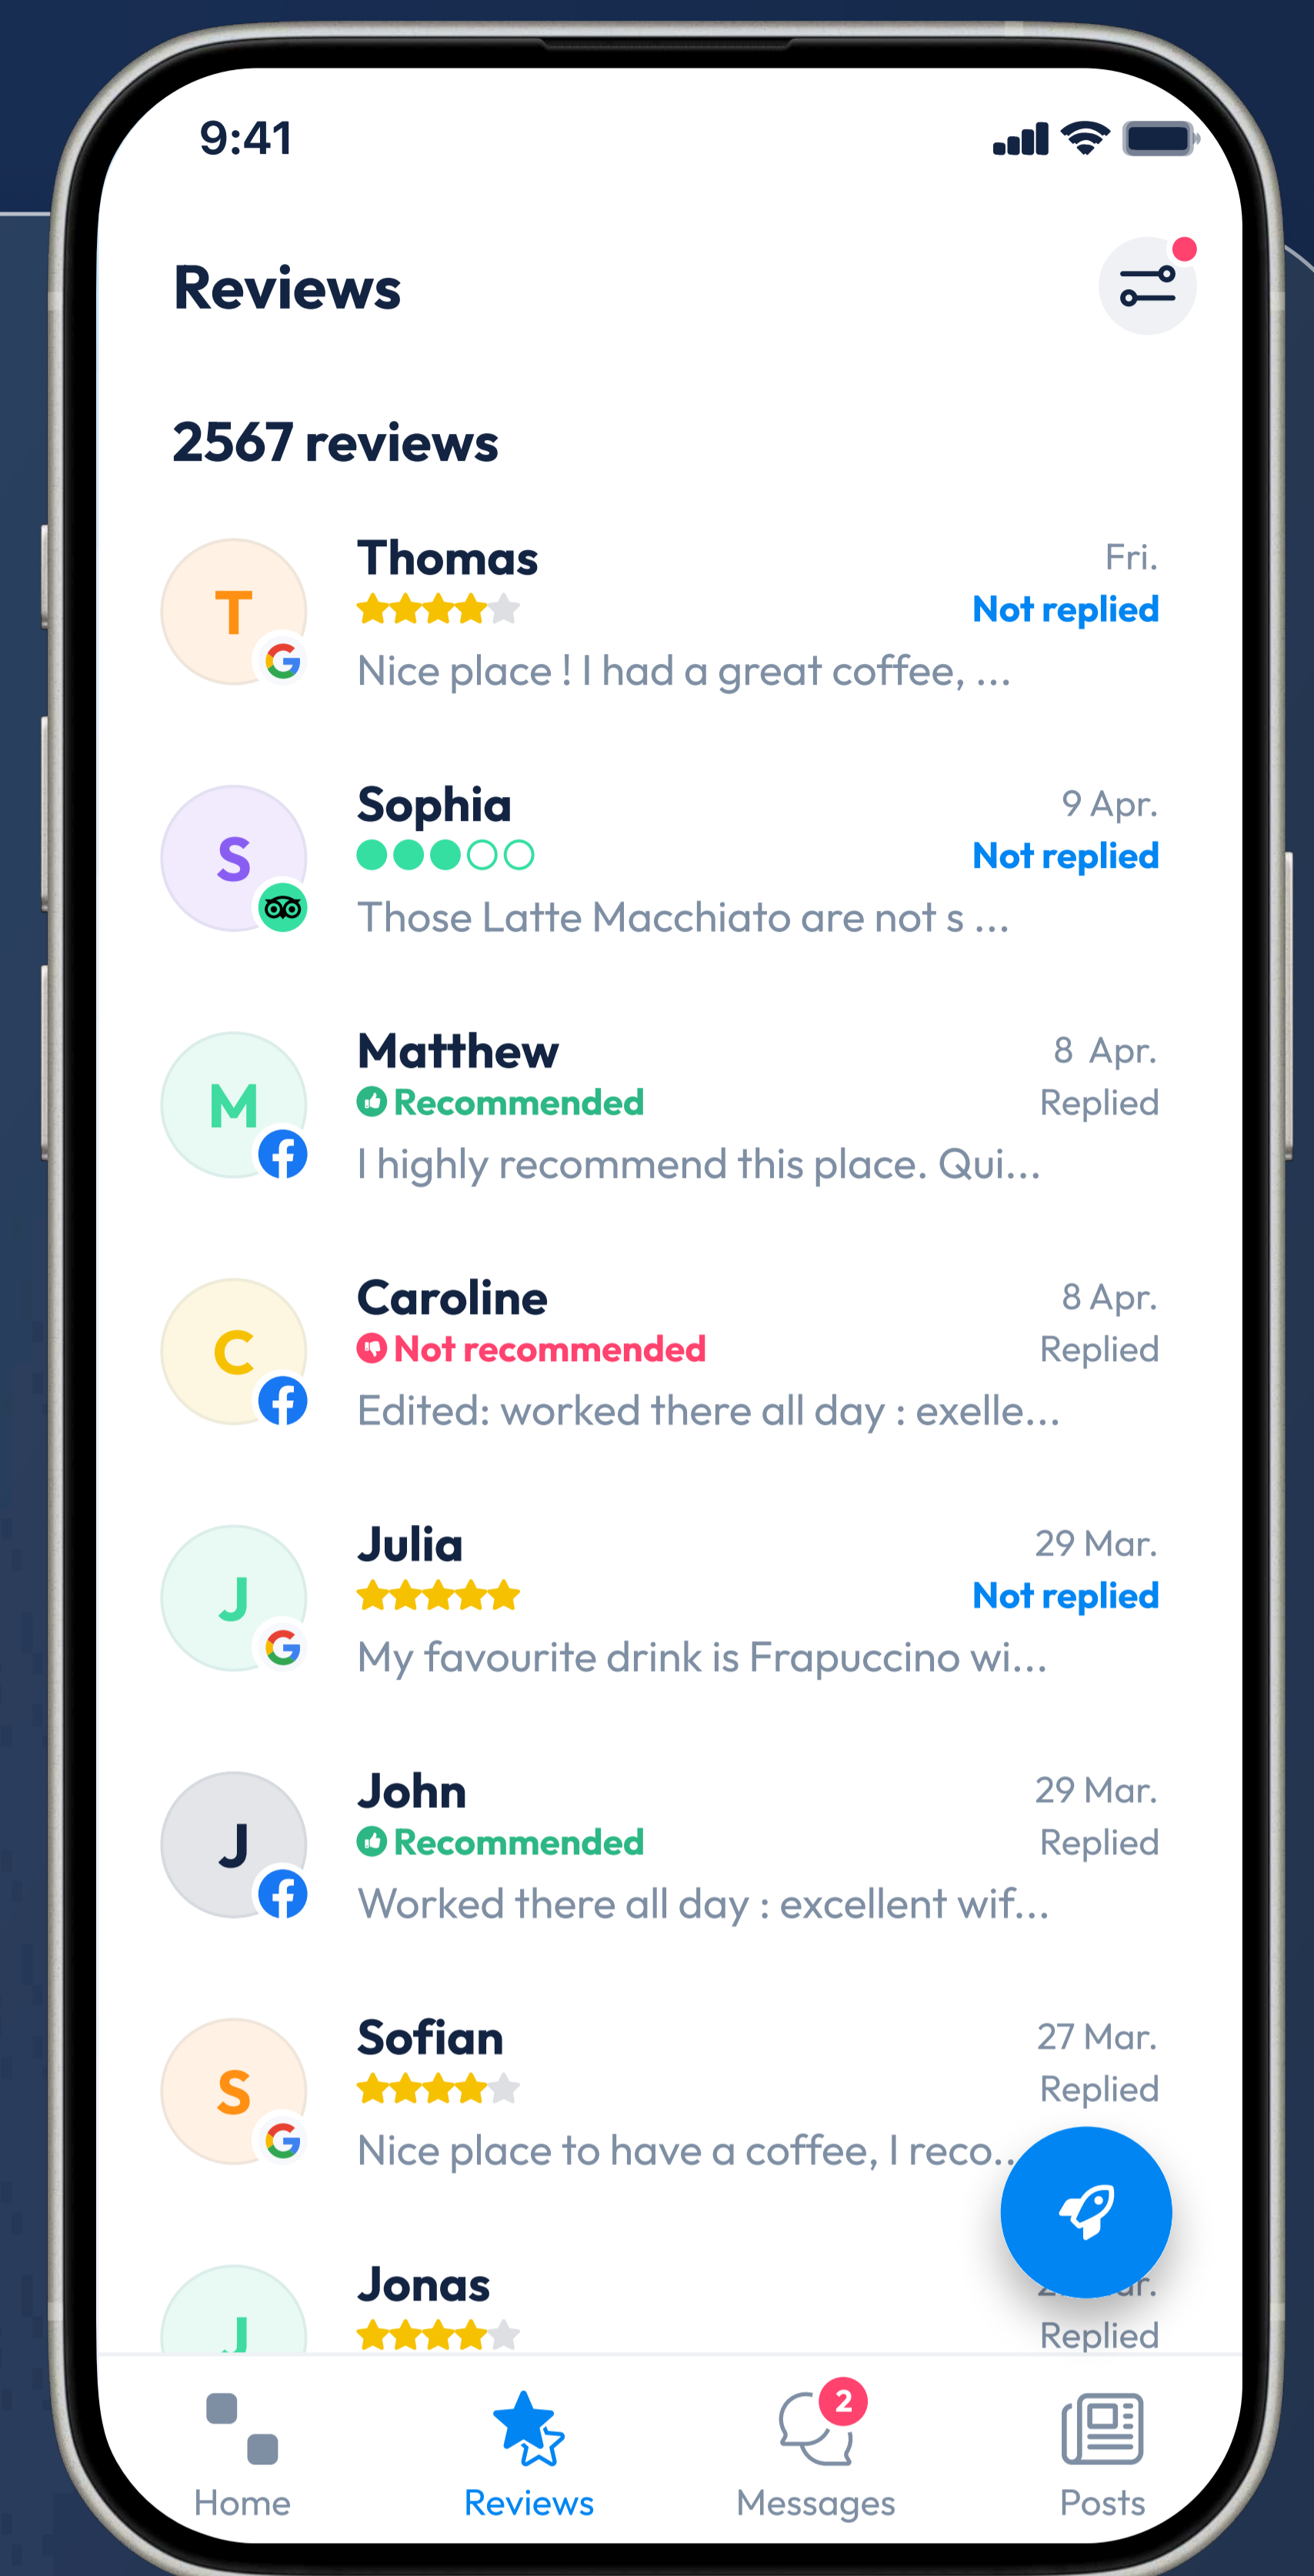 9:41
Reviews
2567 reviews
T
Thomas
Fri.
Not replied
Nice place ! I had a great coffee, ...
S
Sophia
9 Apr.
Not replied
Those Latte Macchiato are not s ...
M
Matthew
8 Apr.
Recommended
Replied
I highly recommend this place. Qui...
C
Caroline
8 Apr.
Not recommended
Replied
Edited: worked there all day : exelle...
J
Julia
29 Mar.
Not replied
My favourite drink is Frapuccino wi...
J
John
29 Mar.
Recommended
Replied
Worked there all day : excellent wif...
S
Sofian
27 Mar.
Replied
Nice place to have a coffee, I reco..
J
Jonas
Replied
2
Home
Reviews
Messages
Posts